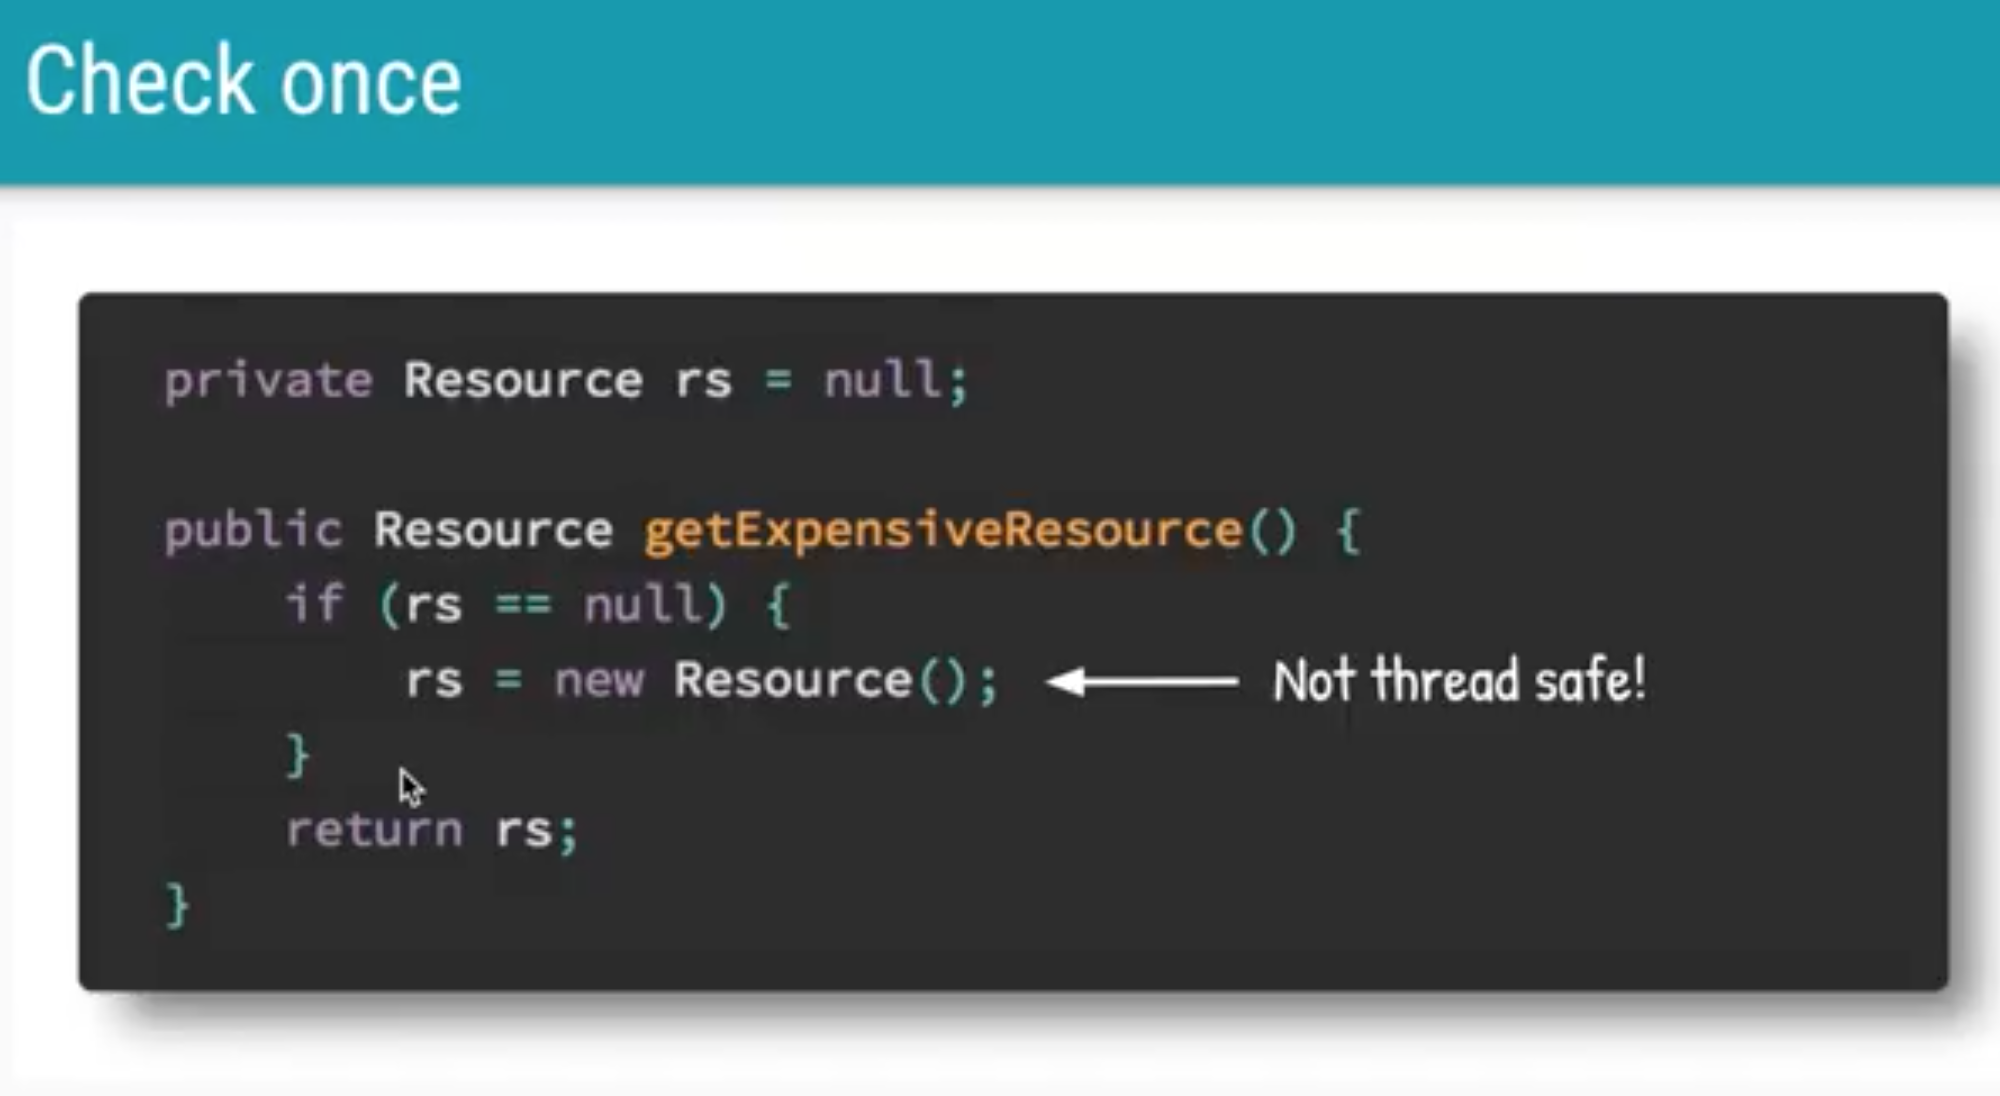 Check once
private Resource rs = null;
public Resource getExpensiveResource() {
if (rs == null) {
rs = new Resource();
Not thread safe!
}
return rs;
}